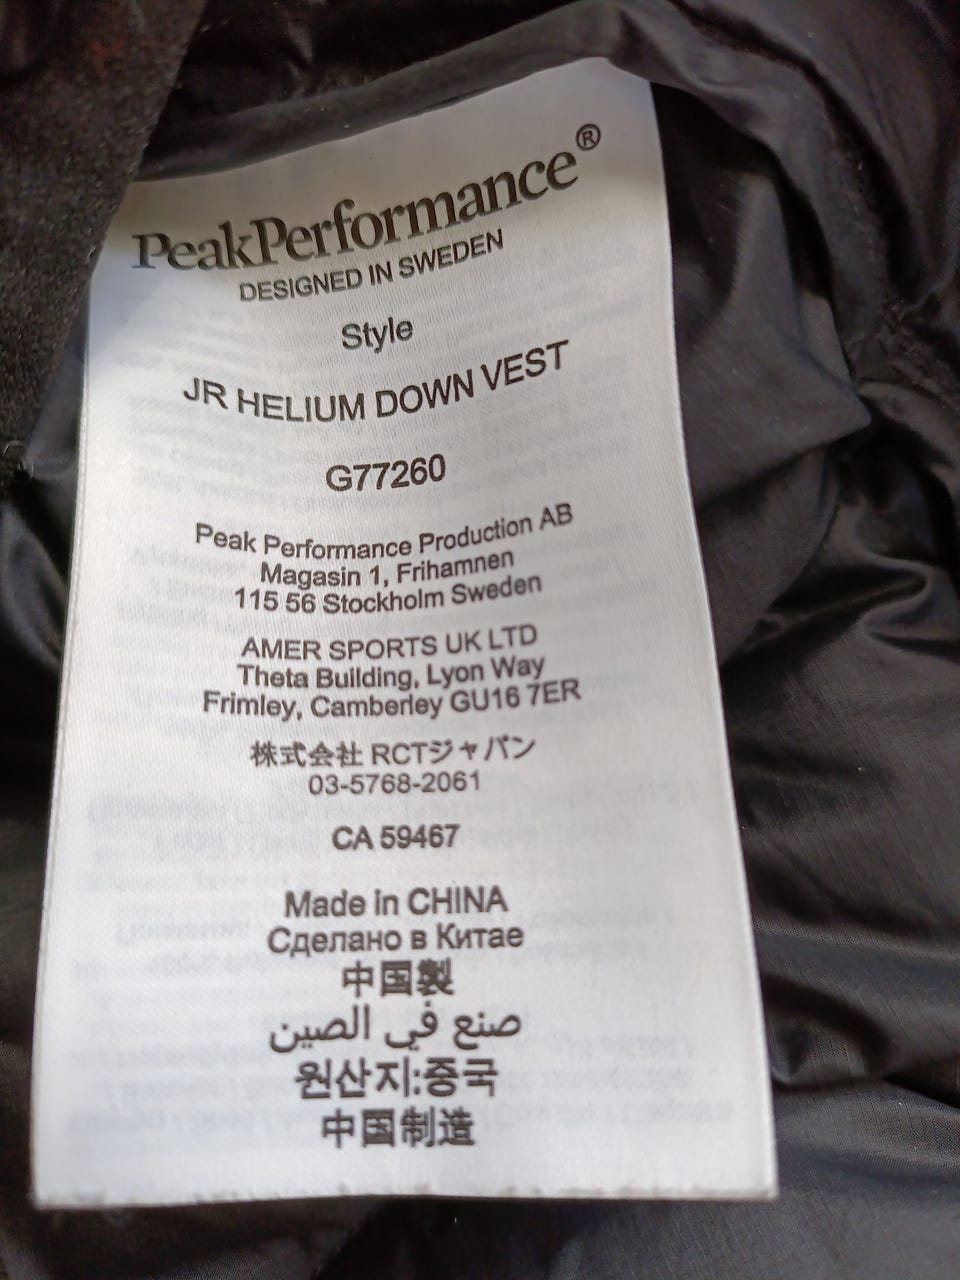 PeakPerformance®
DESIGNED IN SWEDEN
Style
JR HELIUM DOWN VEST
G77260
Peak Performance Production AB
Magasin 1, Frihamnen
115 56 Stockholm Sweden
AMER SPORTS UK LTD
Theta Building, Lyon Way
Frimley, Camberley GU16 7ER
株式会社 RCTジャパン
03-5768-2061
CA 59467
Made in CHINA
Сделано в Китае
中国製
صنع في الصين
원산지:중국
中国制造